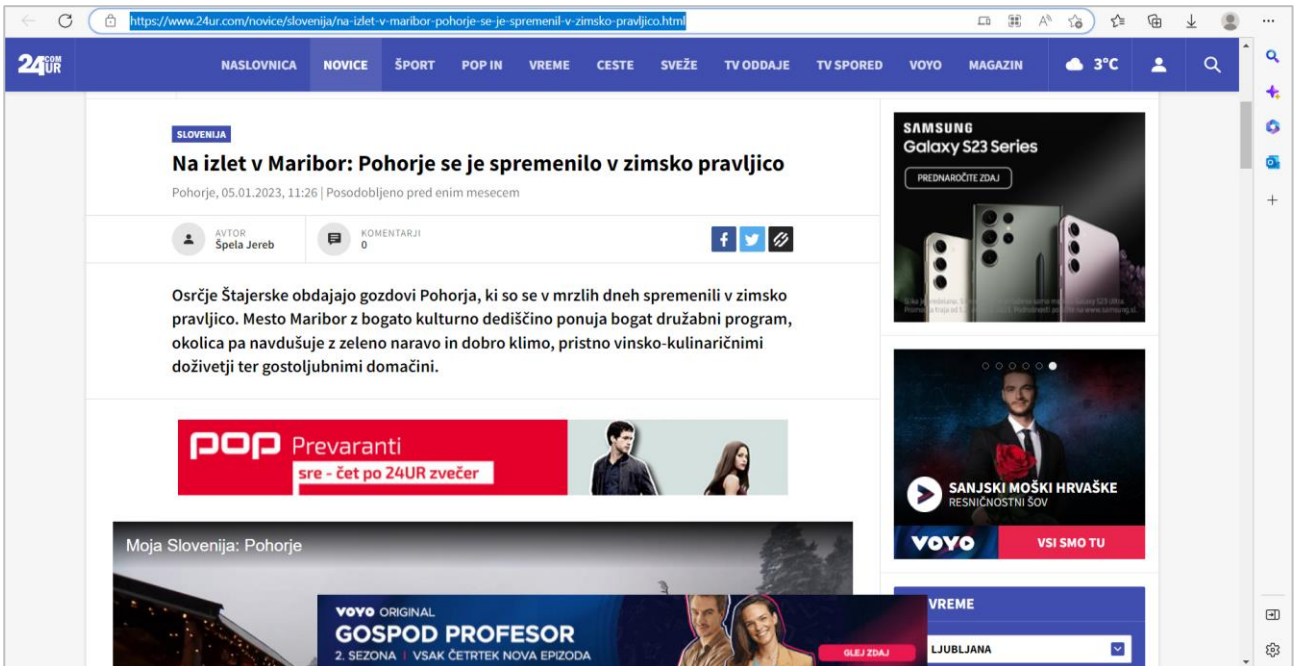 https://www.24ur.com/novice/slovenija/na-izlet-v-maribor-pohorje-se-je-spremenil-v-zimsko-pravljico.html
24UR
COM
NASLOVNICA NOVICE ŠPORT POP IN VREME CESTE SVEŽE TV ODDAJE TV SPORED VOYO MAGAZIN 3°C
SLOVENIJA
Na izlet v Maribor: Pohorje se je spremenilo v zimsko pravljico
Pohorje, 05.01.2023, 11:26 | Posodobljeno pred enim mesecem
AVTOR
Špela Jereb
KOMENTARJI
0
Osrčje Štajerske obdajajo gozdovi Pohorja, ki so se v mrzlih dneh spremenili v zimsko
pravljico. Mesto Maribor z bogato kulturno dediščino ponuja bogat družabni program,
okolica pa navdušuje z zeleno naravo in dobro klimo, pristno vinsko-kulinaričnimi
doživetji ter gostoljubnimi domačini.
pop Prevaranti
sre - čet po 24UR zvečer
Moja Slovenija: Pohorje
VOYO ORIGINAL
GOSPOD PROFESOR
2. SEZONA | VSAK ČETRTEK NOVA EPIZODA
GLEJ ZDAJ
SAMSUNG
Galaxy S23 Series
PREDNAROČITE ZDAJ
SANJSKI MOŠKI HRVAŠKE
RESNIČNOSTNI ŠOV
VOYO VSI SMO TU
VREME
LJUBLJANA